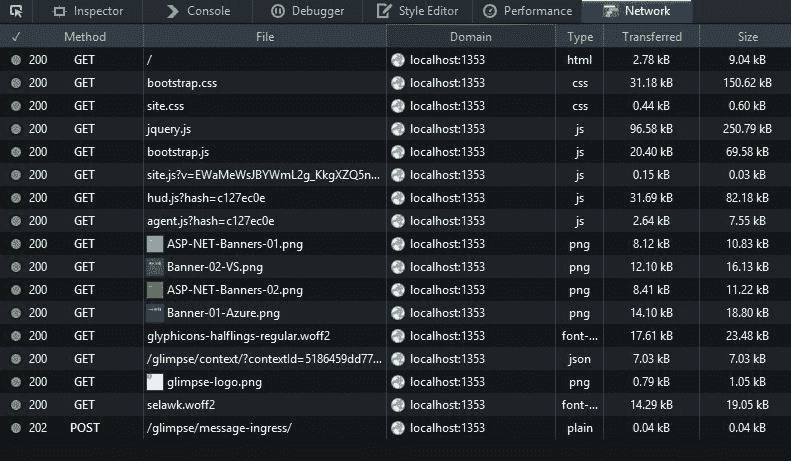 Inspector Console Debugger Style Editor Performance Network
✓ Method File Domain Type Transferred Size
200 GET / localhost:1353 html 2.78 kB 9.04 kB
200 GET bootstrap.css localhost:1353 css 31.18 kB 150.62 kB
200 GET site.css localhost:1353 css 0.44 kB 0.60 kB
200 GET jquery.js localhost:1353 js 96.58 kB 250.79 kB
200 GET bootstrap.js localhost:1353 js 20.40 kB 69.58 kB
200 GET site.js?v=EWaMeWsJBYWmL2g_KkgXZQ5n... localhost:1353 js 0.15 kB 0.03 kB
200 GET hud.js?hash=c127ec0e localhost:1353 js 31.69 kB 82.18 kB
200 GET agent.js?hash=c127ec0e localhost:1353 js 2.64 kB 7.55 kB
200 GET ASP-NET-Banners-01.png localhost:1353 png 8.12 kB 10.83 kB
200 GET Banner-02-VS.png localhost:1353 png 12.10 kB 16.13 kB
200 GET ASP-NET-Banners-02.png localhost:1353 png 8.41 kB 11.22 kB
200 GET Banner-01-Azure.png localhost:1353 png 14.10 kB 18.80 kB
200 GET glyphicons-halflings-regular.woff2 localhost:1353 font-... 17.61 kB 23.48 kB
200 GET /glimpse/context/?contextId=5186459dd77... localhost:1353 json 7.03 kB 7.03 kB
200 GET glimpse-logo.png localhost:1353 png 0.79 kB 1.05 kB
200 GET selawk.woff2 localhost:1353 font-... 14.29 kB 19.05 kB
202 POST /glimpse/message-ingress/ localhost:1353 plain 0.04 kB 0.04 kB